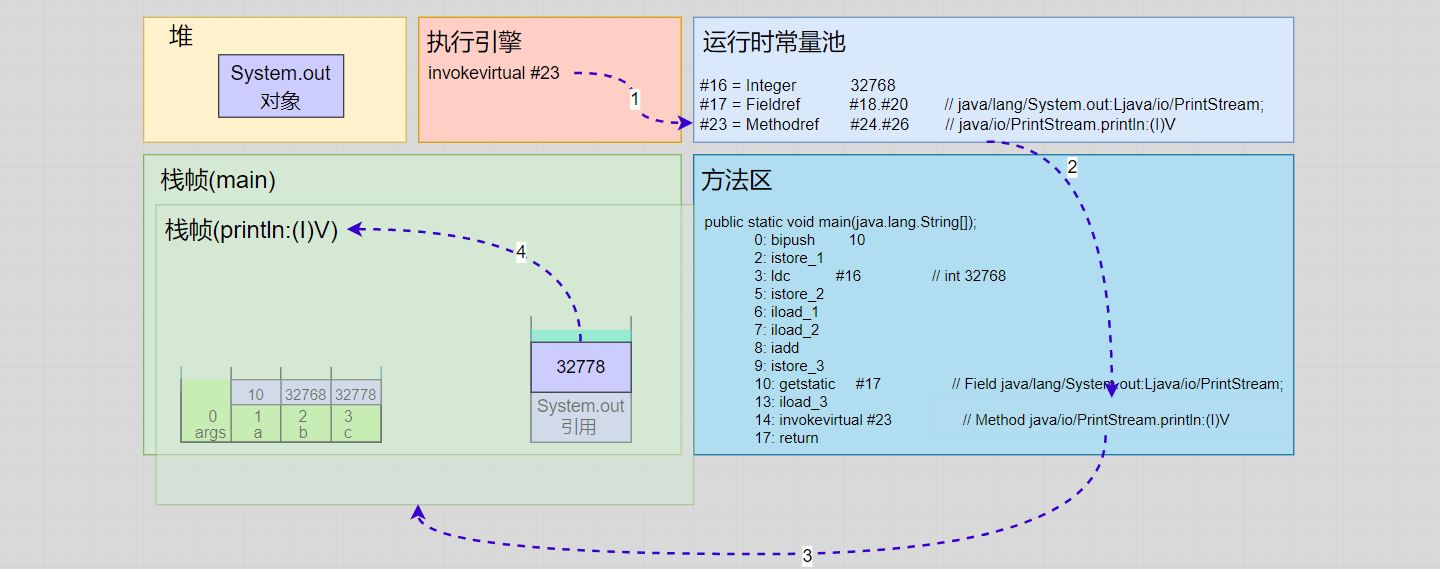 堆
System.out
对象
执行引擎
invokevirtual #23
1
运行时常量池
#16 = Integer 32768
#17 = Fieldref #18.#20 // java/lang/System.out:Ljava/io/PrintStream;
#23 = Methodref #24.#26 // java/io/PrintStream.println:(I)V
2
栈帧(main)
栈帧(println:(I)V)
4
32778
System.out
引用
10 32768 32778
0 1 2 3
args a b c
方法区
public static void main(java.lang.String[]);
0: bipush 10
2: istore_1
3: ldc #16 // int 32768
5: istore_2
6: iload_1
7: iload_2
8: iadd
9: istore_3
10: getstatic #17 // Field java/lang/System.out:Ljava/io/PrintStream;
13: iload_3
14: invokevirtual #23 // Method java/io/PrintStream.println:(I)V
17: return
3